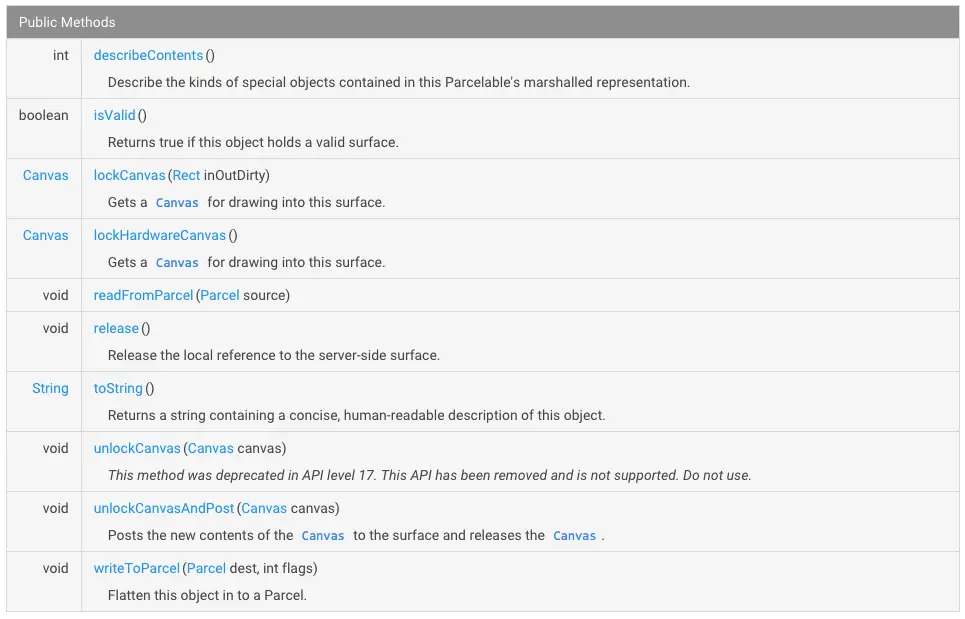 Public Methods
int describeContents()
Describe the kinds of special objects contained in this Parcelable's marshalled representation.
boolean isValid()
Returns true if this object holds a valid surface.
Canvas lockCanvas(Rect inOutDirty)
Gets a Canvas for drawing into this surface.
Canvas lockHardwareCanvas()
Gets a Canvas for drawing into this surface.
void readFromParcel(Parcel source)
void release()
Release the local reference to the server-side surface.
String toString()
Returns a string containing a concise, human-readable description of this object.
void unlockCanvas(Canvas canvas)
This method was deprecated in API level 17. This API has been removed and is not supported. Do not use.
void unlockCanvasAndPost(Canvas canvas)
Posts the new contents of the Canvas to the surface and releases the Canvas .
void writeToParcel(Parcel dest, int flags)
Flatten this object in to a Parcel.